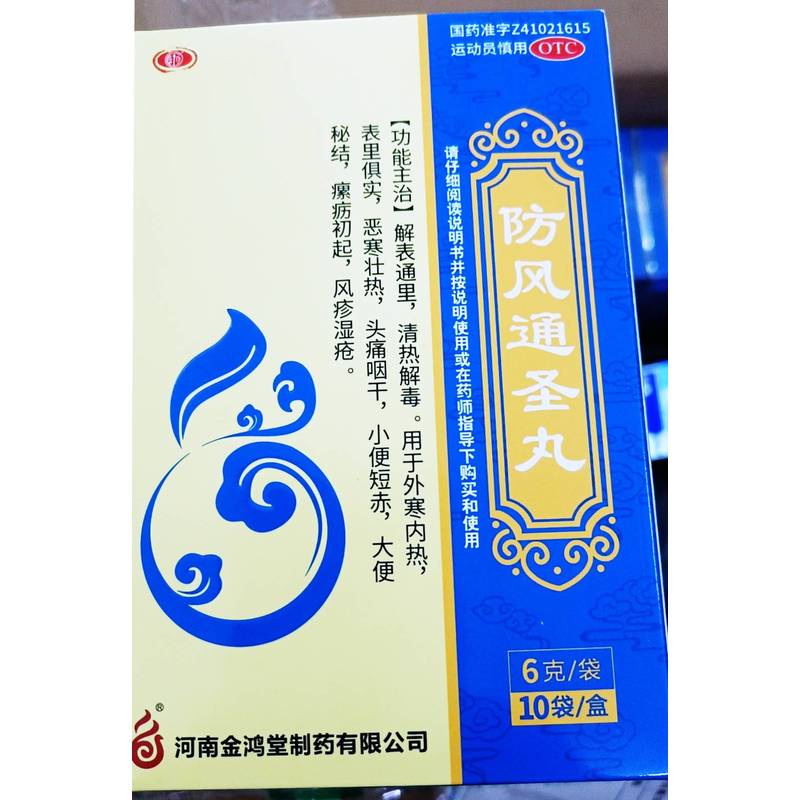 国药准字Z41021615
运动员慎用 OTC
防风通圣丸
请仔细阅读说明书并按说明使用或在药师指导下购买和使用
【功能主治】解表通里，清热解毒。用于外寒内热，
表里俱实，恶寒壮热，头痛咽干，小便短赤，大便
秘结，瘰疬初起，风疹湿疮。
6克/袋
10袋/盒
®
河南金鸿堂制药有限公司